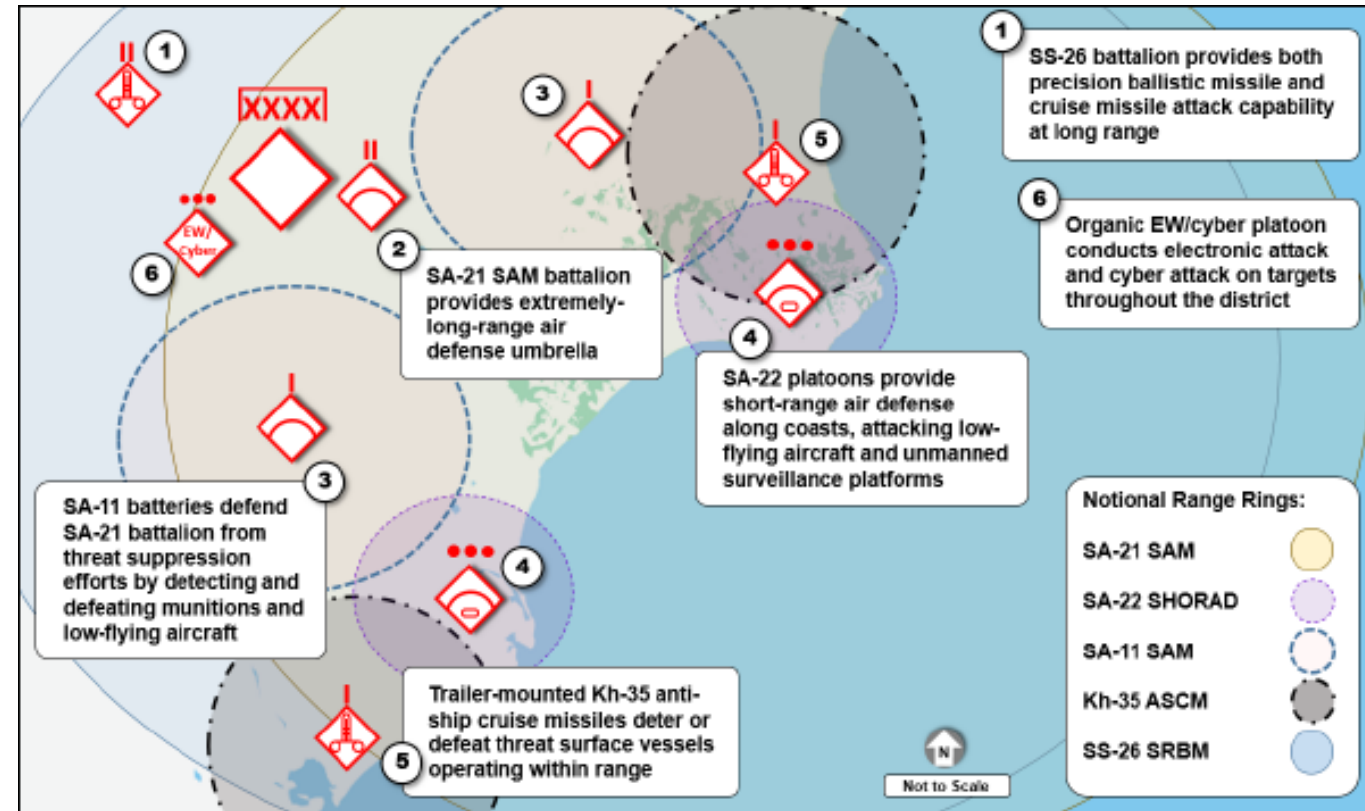 1
II
XXXX
3
I
II
5
I
2
EW/
Cyber
6
SA-21 SAM battalion
provides extremely-
long-range air
defense umbrella
4
SA-22 platoons provide
short-range air defense
along coasts, attacking low-
flying aircraft and unmanned
surveillance platforms
I
3
SA-11 batteries defend
SA-21 battalion from
threat suppression
efforts by detecting and
defeating munitions and
low-flying aircraft
4
I
5
Trailer-mounted Kh-35 anti-
ship cruise missiles deter or
defeat threat surface vessels
operating within range
1
SS-26 battalion provides both
precision ballistic missile and
cruise missile attack capability
at long range
6
Organic EW/cyber platoon
conducts electronic attack
and cyber attack on targets
throughout the district
Notional Range Rings:
SA-21 SAM
SA-22 SHORAD
SA-11 SAM
Kh-35 ASCM
SS-26 SRBM
N
Not to Scale